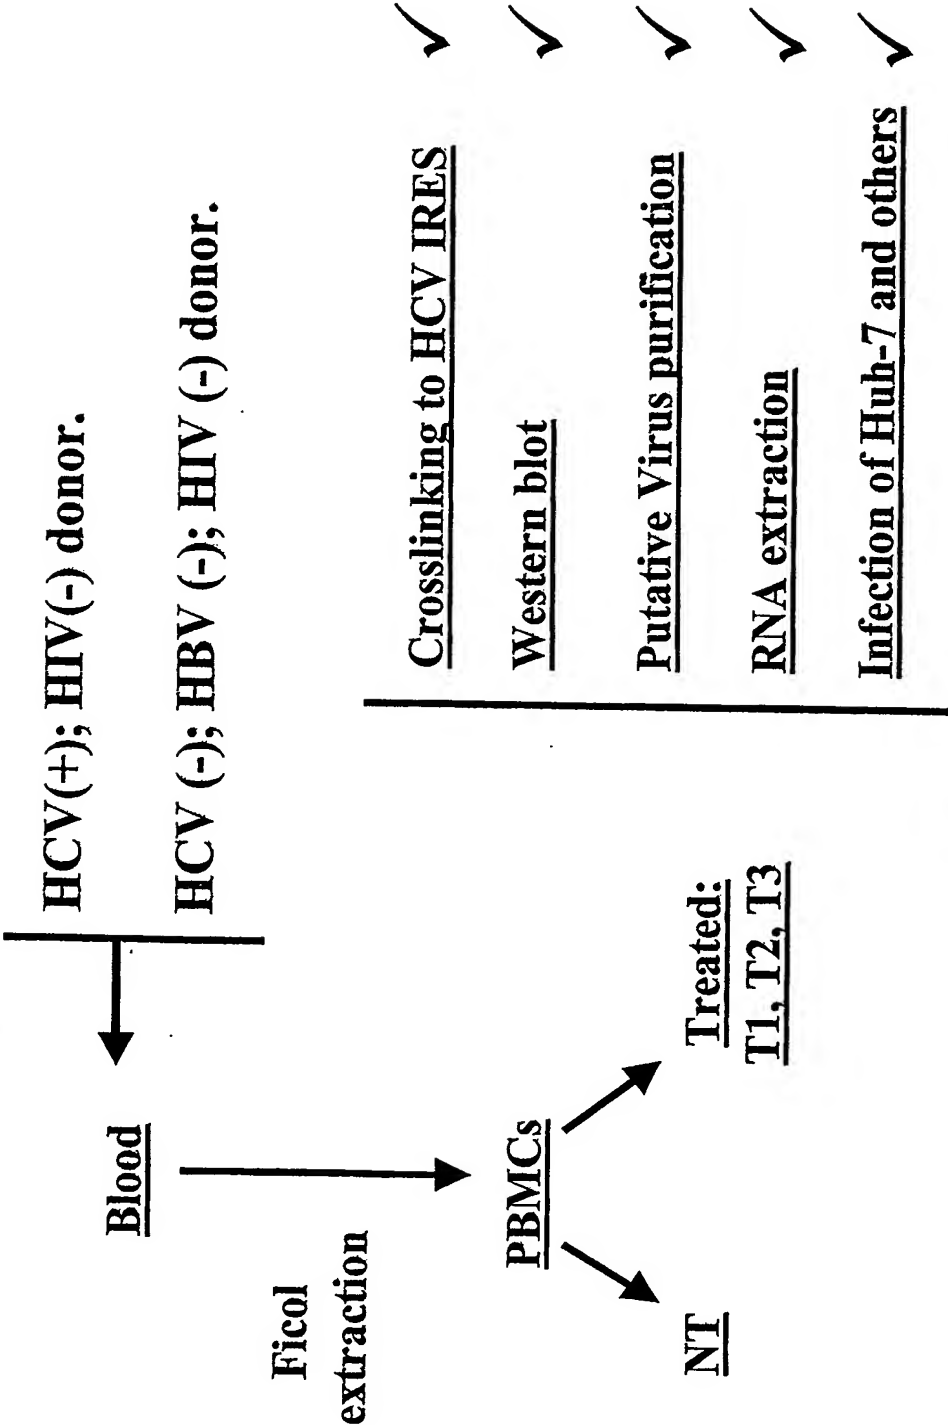 HCV(+); HIV(-) donor.
HCV (-); HBV (-); HIV (-) donor.
Blood
Ficol
extraction
PBMCs
NT
Treated:
T1, T2, T3
Crosslinking to HCV IRES ✓
Western blot ✓
Putative Virus purification ✓
RNA extraction ✓
Infection of Huh-7 and others ✓